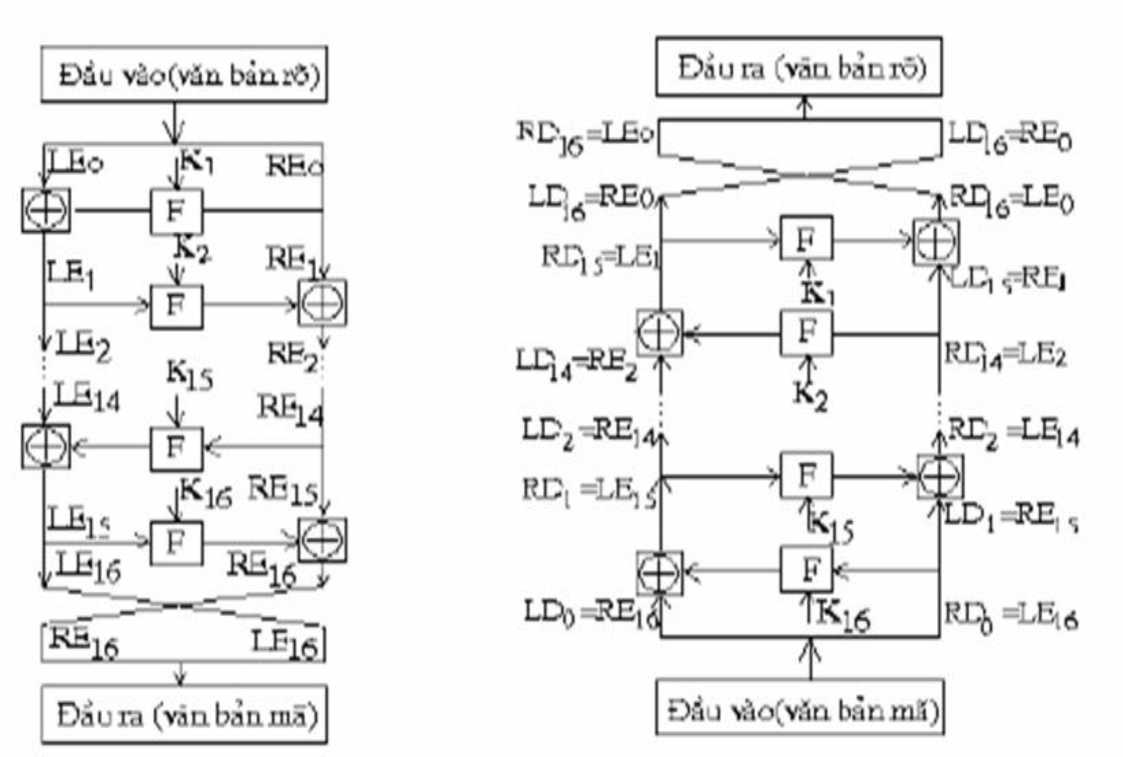 Đầu vào(văn bản rõ)
LE0 K1 RE0
F
K2
LE1 RE1
F
LE2 RE2
K15
LE14 RE14
F
K16 RE15
LE15
F
LE16 RE16
RE16 LE16
Đầu ra (văn bản mã)
Đầu ra (văn bản rõ)
RD16=LE0 LD16=RE0
LD16=RE0 RD16=LE0
F
RD15=LE1 LD15=RE1
K1
F
LD14=RE2 RD14=LE2
K2
LD2=RE14 RD2=LE14
F
RD1=LE15 LD1=RE15
K15
F
LD0=RE16 K16 RD0=LE16
Đầu vào(văn bản mã)